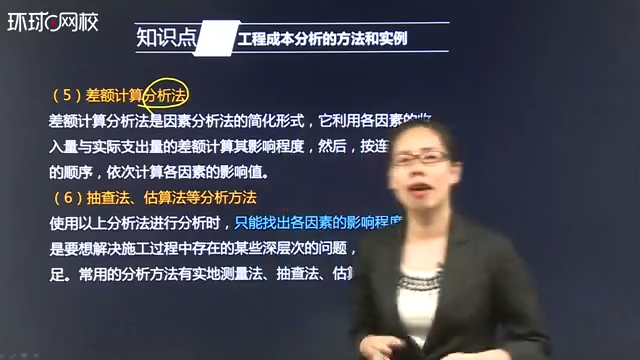 环球网校
知识点
工程成本分析的方法和实例
（5）差额计算分析法
差额计算分析法是因素分析法的简化形式，它利用各因素的收
入量与实际支出量的差额计算其影响程度，然后，按连
的顺序，依次计算各因素的影响值。
（6）抽查法、估算法等分析方法
使用以上分析法进行分析时，只能找出各因素的影响程度
是要想解决施工过程中存在的某些深层次的问题，
足。常用的分析方法有实地测量法、抽查法、估算